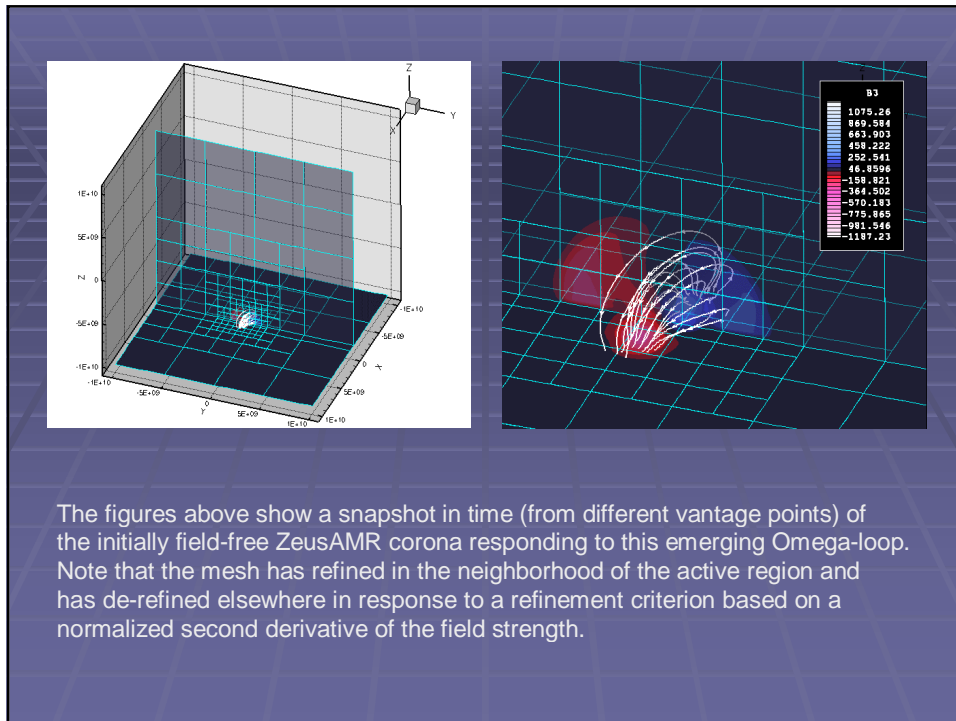 Z
Y
X
1E+10
5E+09
Z
0
-5E+09
-1E+10
-1E+10
-5E+09
0
Y
5E+09
1E+10
-1E+10
-5E+09
0
X
5E+09
1E+10
B3
1075.26
869.584
663.903
458.222
252.541
46.8596
-158.821
-364.502
-570.183
-775.865
-981.546
-1187.23
The figures above show a snapshot in time (from different vantage points) of
the initially field-free ZeusAMR corona responding to this emerging Omega-loop.
Note that the mesh has refined in the neighborhood of the active region and
has de-refined elsewhere in response to a refinement criterion based on a
normalized second derivative of the field strength.